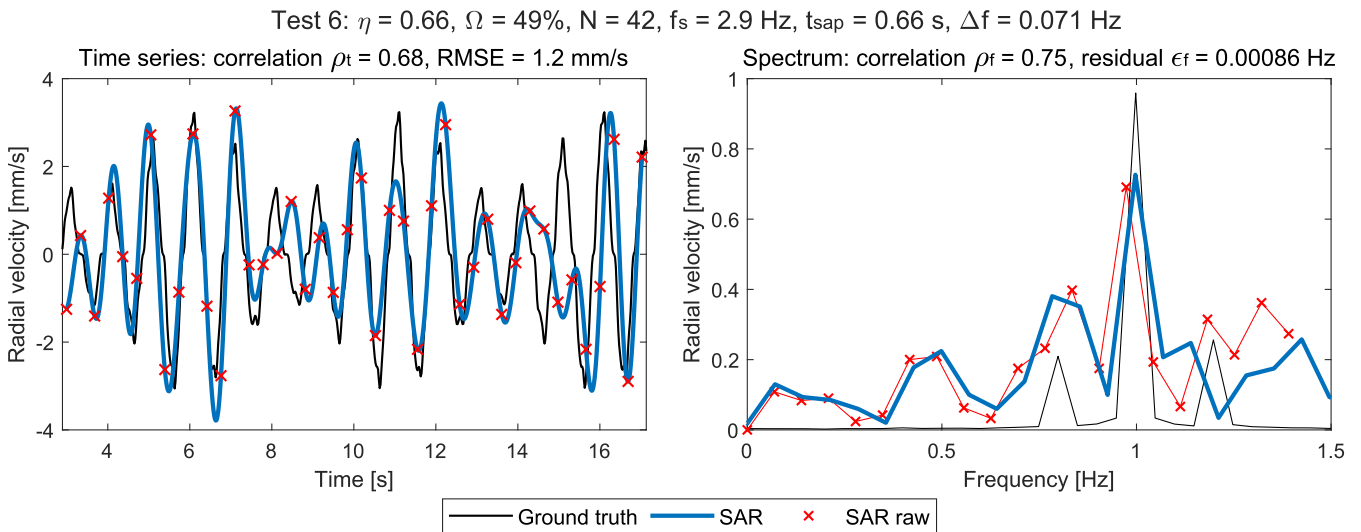 Test 6: η = 0.66, Ω = 49%, N = 42, fs = 2.9 Hz, tsap = 0.66 s, Δf = 0.071 Hz
Time series: correlation ρt = 0.68, RMSE = 1.2 mm/s
Spectrum: correlation ρf = 0.75, residual ϵf = 0.00086 Hz
Radial velocity [mm/s]
4
2
0
-2
-4
4
6
8
10
12
14
16
Time [s]
Radial velocity [mm/s]
1
0.8
0.6
0.4
0.2
0
0
0.5
1
1.5
Frequency [Hz]
Ground truth SAR SAR raw